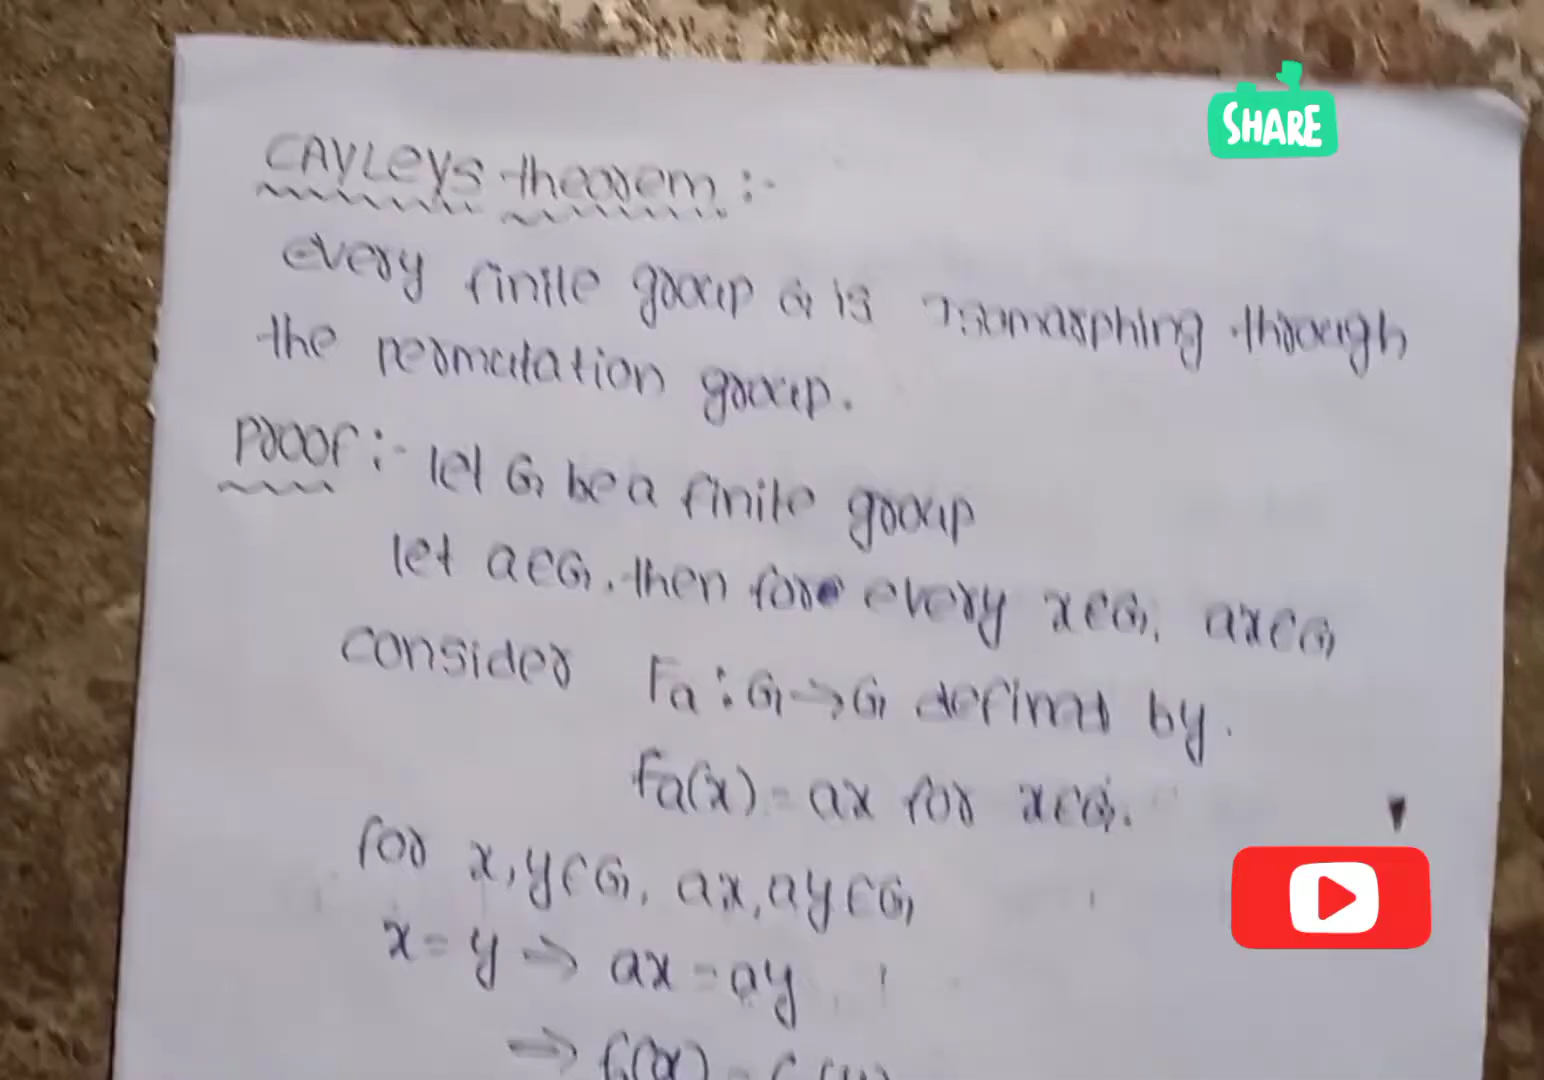 SHARE
CAYLEYS theorem :-
every finite group G is Isomorphing through
the permutation group.
Proof :- let G be a finite group
let a∈G, then for every x∈G, ax∈G
consider Fa : G→G defined by.
fa(x) = ax for x∈G.
for x, y∈G, ax, ay∈G
x = y ⇒ ax = ay